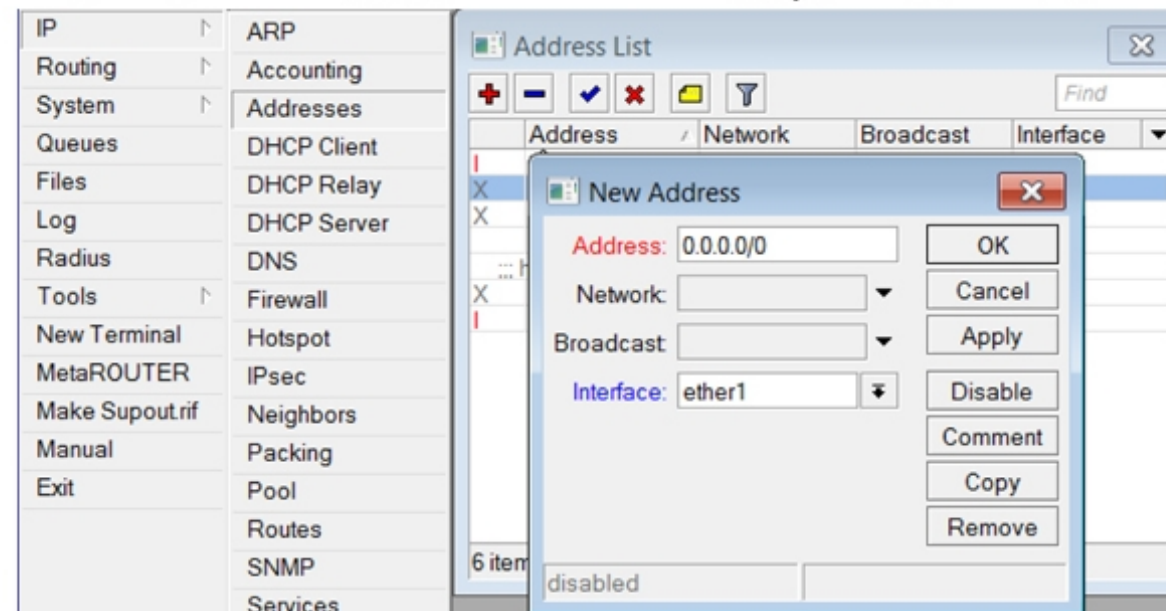 IP
Routing
System
Queues
Files
Log
Radius
Tools
New Terminal
MetaROUTER
Make Supout.rif
Manual
Exit
ARP
Accounting
Addresses
DHCP Client
DHCP Relay
DHCP Server
DNS
Firewall
Hotspot
IPsec
Neighbors
Packing
Pool
Routes
SNMP
Services
Address List
Find
Address Network Broadcast Interface
I
X
X
;;;
X
I
New Address
Address: 0.0.0.0/0
Network:
Broadcast:
Interface: ether1
OK
Cancel
Apply
Disable
Comment
Copy
Remove
disabled
6 item